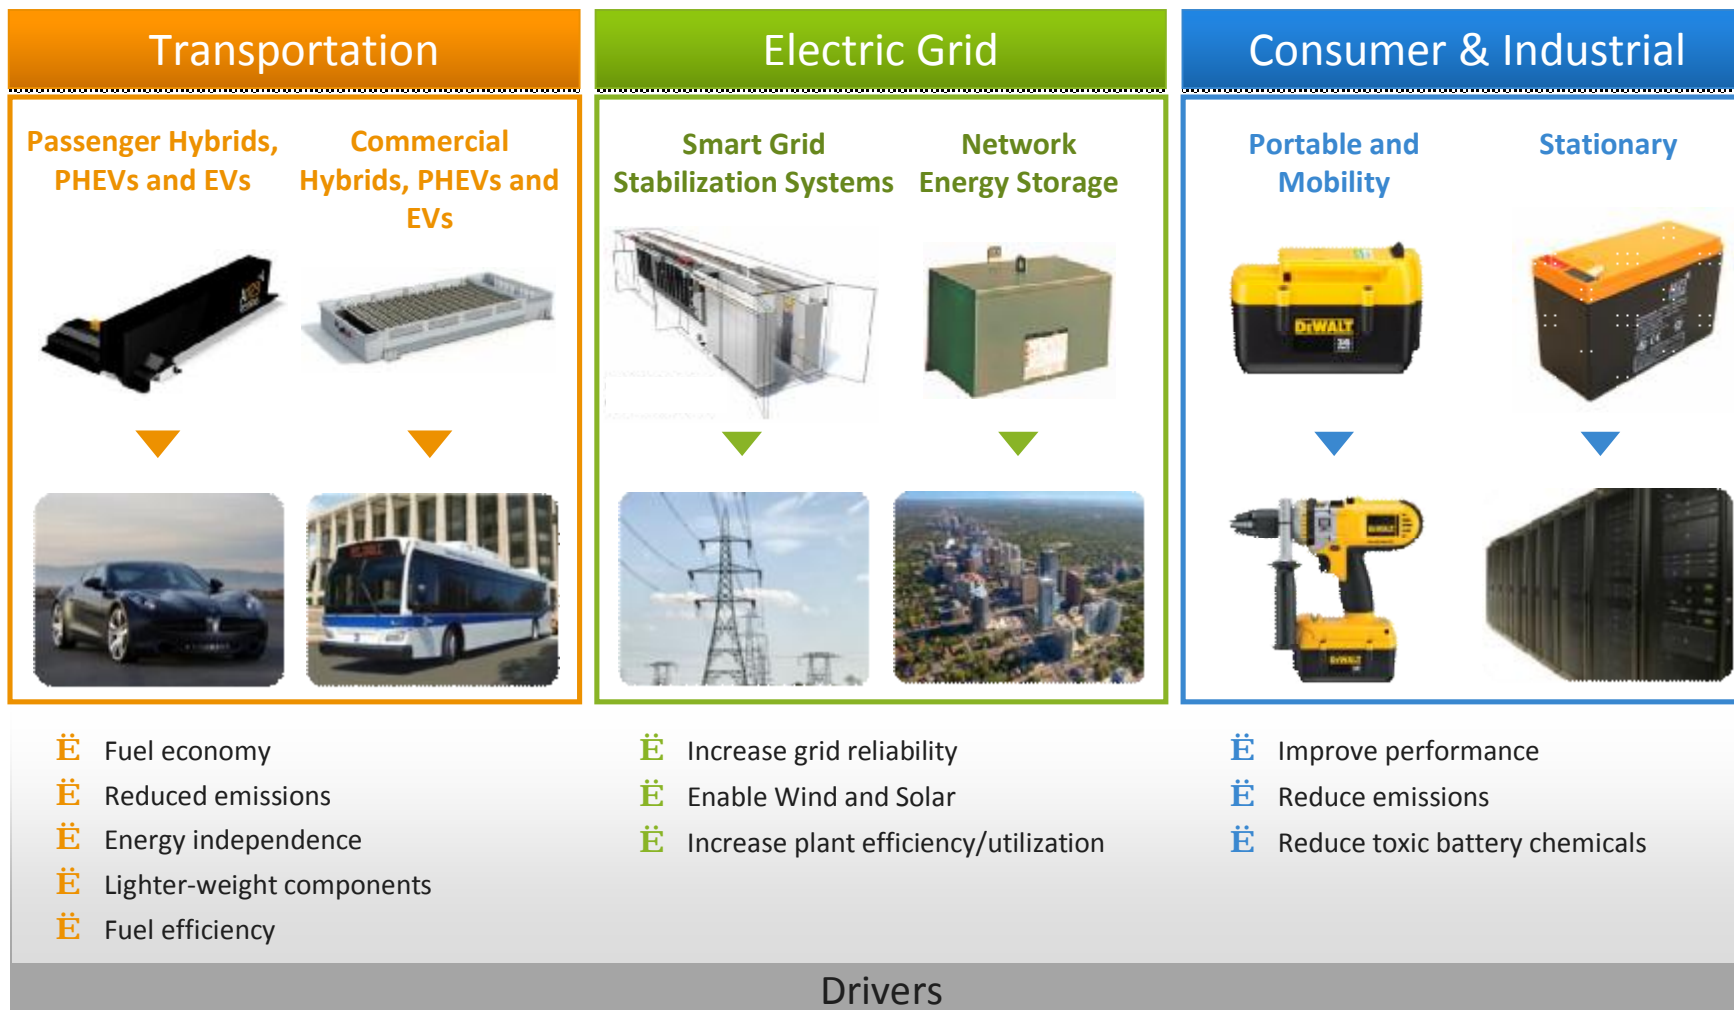 Transportation
Electric Grid
Consumer & Industrial
Passenger Hybrids,
PHEVs and EVs
Commercial
Hybrids, PHEVs and
EVs
Smart Grid
Stabilization Systems
Network
Energy Storage
Portable and
Mobility
Stationary
A123
DEWALT
DEWALT
DEWALT
Ë Fuel economy
Ë Reduced emissions
Ë Energy independence
Ë Lighter-weight components
Ë Fuel efficiency
Ë Increase grid reliability
Ë Enable Wind and Solar
Ë Increase plant efficiency/utilization
Ë Improve performance
Ë Reduce emissions
Ë Reduce toxic battery chemicals
Drivers